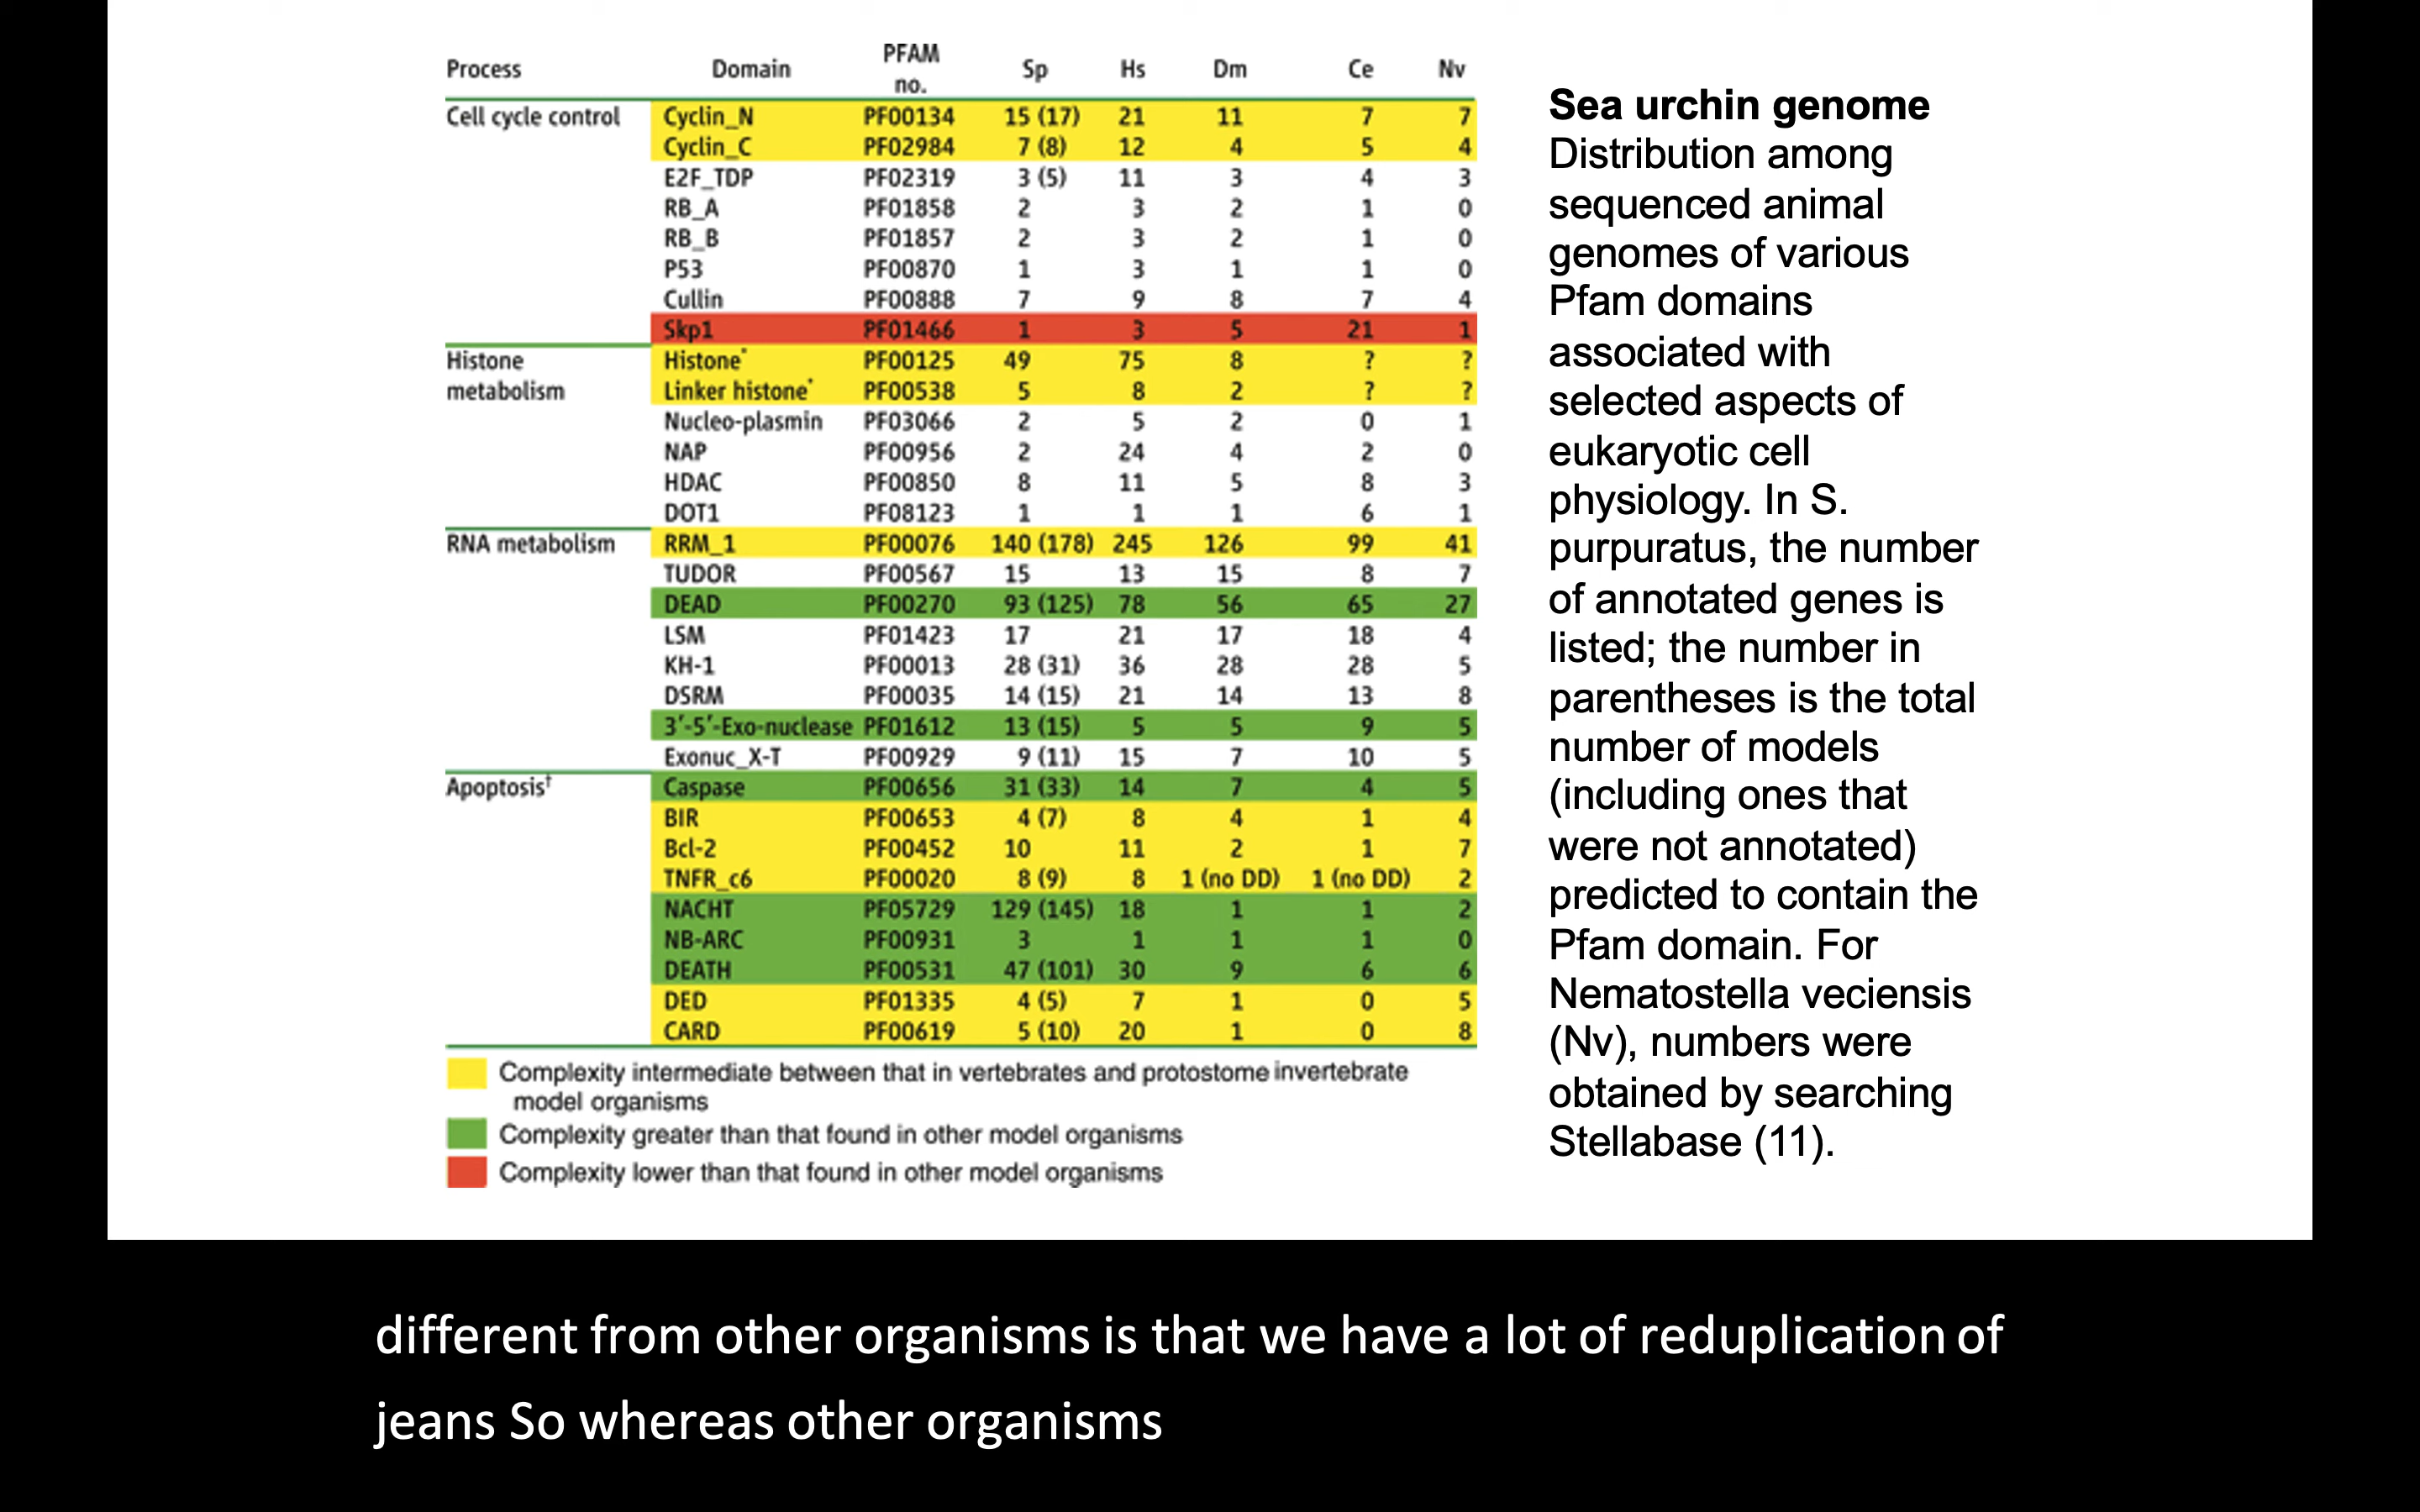 Process Domain PFAM no. Sp Hs Dm Ce Nv
Cell cycle control Cyclin_N PF00134 15 (17) 21 11 7 7
Cyclin_C PF02984 7 (8) 12 4 5 4
E2F_TDP PF02319 3 (5) 11 3 4 3
RB_A PF01858 2 3 2 1 0
RB_B PF01857 2 3 2 1 0
P53 PF00870 1 3 1 1 0
Cullin PF00888 7 9 8 7 4
Skp1 PF01466 1 3 5 21 1
Histone Histone* PF00125 49 75 8 ? ?
metabolism Linker histone* PF00538 5 8 2 ? ?
Nucleo-plasmin PF03066 2 5 2 0 1
NAP PF00956 2 24 4 2 0
HDAC PF00850 8 11 5 8 3
DOT1 PF08123 1 1 1 6 1
RNA metabolism RRM_1 PF00076 140 (178) 245 126 99 41
TUDOR PF00567 15 13 15 8 7
DEAD PF00270 93 (125) 78 56 65 27
LSM PF01423 17 21 17 18 4
KH-1 PF00013 28 (31) 36 28 28 5
DSRM PF00035 14 (15) 21 14 13 8
3′-5′-Exo-nuclease PF01612 13 (15) 5 5 9 5
Exonuc_X-T PF00929 9 (11) 15 7 10 5
Apoptosis† Caspase PF00656 31 (33) 14 7 4 5
BIR PF00653 4 (7) 8 4 1 4
Bcl-2 PF00452 10 11 2 1 7
TNFR_c6 PF00020 8 (9) 8 1 (no DD) 1 (no DD) 2
NACHT PF05729 129 (145) 18 1 1 2
NB-ARC PF00931 3 1 1 1 0
DEATH PF00531 47 (101) 30 9 6 6
DED PF01335 4 (5) 7 1 0 5
CARD PF00619 5 (10) 20 1 0 8
Complexity intermediate between that in vertebrates and protostome invertebrate
model organisms
Complexity greater than that found in other model organisms
Complexity lower than that found in other model organisms
Sea urchin genome
Distribution among
sequenced animal
genomes of various
Pfam domains
associated with
selected aspects of
eukaryotic cell
physiology. In S.
purpuratus, the number
of annotated genes is
listed; the number in
parentheses is the total
number of models
(including ones that
were not annotated)
predicted to contain the
Pfam domain. For
Nematostella veciensis
(Nv), numbers were
obtained by searching
Stellabase (11).
different from other organisms is that we have a lot of reduplication of
jeans So whereas other organisms